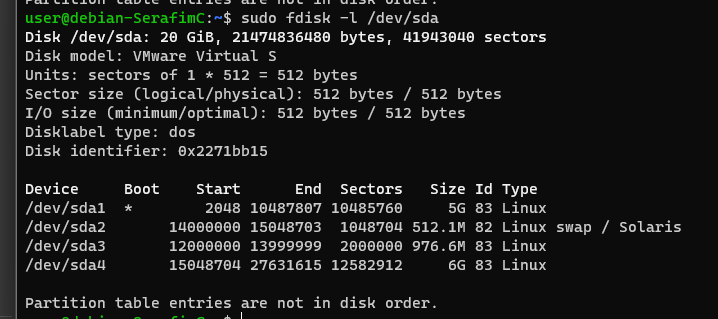 Partition table entries are not in disk order.
user@debian-SerafimC:~$ sudo fdisk -l /dev/sda
Disk /dev/sda: 20 GiB, 21474836480 bytes, 41943040 sectors
Disk model: VMware Virtual S
Units: sectors of 1 * 512 = 512 bytes
Sector size (logical/physical): 512 bytes / 512 bytes
I/O size (minimum/optimal): 512 bytes / 512 bytes
Disklabel type: dos
Disk identifier: 0x2271bb15
Device     Boot    Start      End  Sectors   Size Id Type
/dev/sda1  *        2048 10487807 10485760     5G 83 Linux
/dev/sda2       14000000 15048703  1048704 512.1M 82 Linux swap / Solaris
/dev/sda3       12000000 13999999  2000000 976.6M 83 Linux
/dev/sda4       15048704 27631615 12582912     6G 83 Linux
Partition table entries are not in disk order.
user@debian-SerafimC:~$